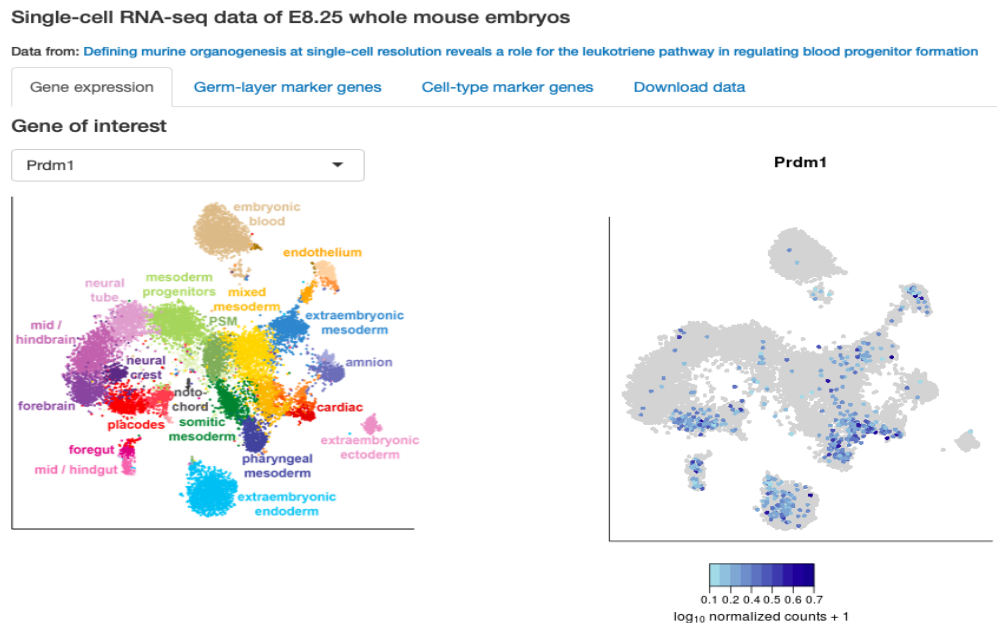 Single-cell RNA-seq data of E8.25 whole mouse embryos
Data from: Defining murine organogenesis at single-cell resolution reveals a role for the leukotriene pathway in regulating blood progenitor formation
Gene expression
Germ-layer marker genes
Cell-type marker genes
Download data
Gene of interest
Prdm1
embryonic
blood
endothelium
mesoderm
progenitors
neural
tube
mixed
mesoderm
PSM
extraembryonic
mesoderm
mid /
hindbrain
neural
crest
amnion
forebrain
noto
chord
placodes
cardiac
somitic
mesoderm
extraembryonic
ectoderm
foregut
mid / hindgut
pharyngeal
mesoderm
extraembryonic
endoderm
Prdm1
0.1 0.2 0.4 0.5 0.6 0.7
log10 normalized counts + 1